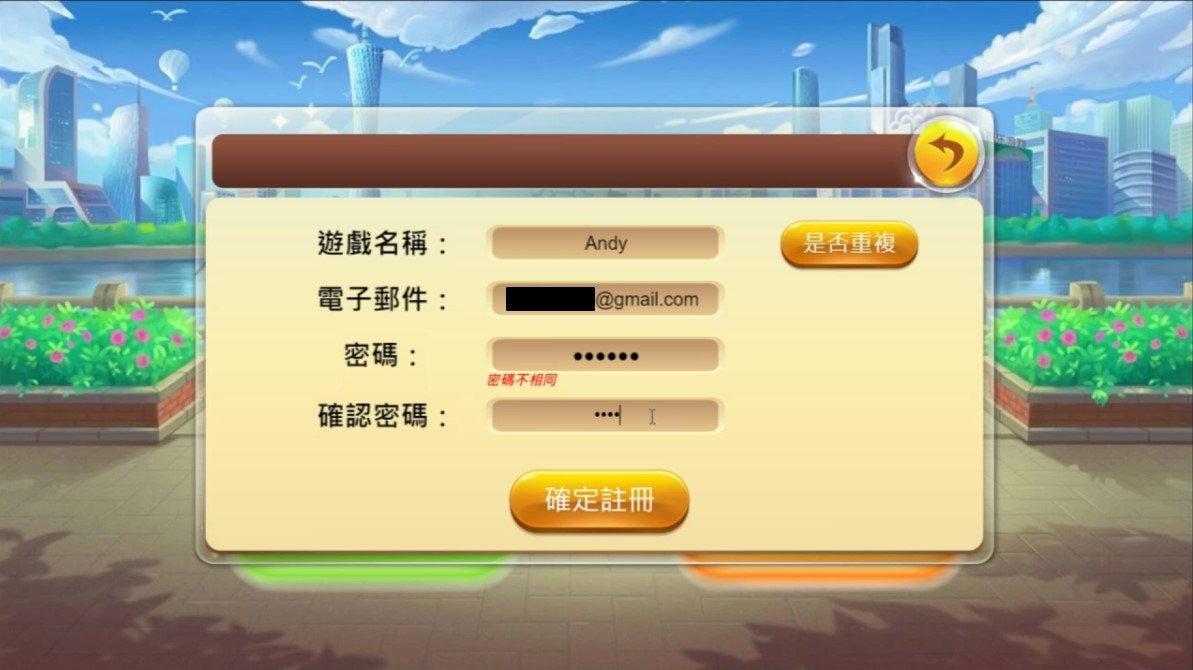 遊戲名稱： Andy 是否重複
電子郵件： @gmail.com
密碼： ••••••
密碼不相同
確認密碼： ••••
確定註冊